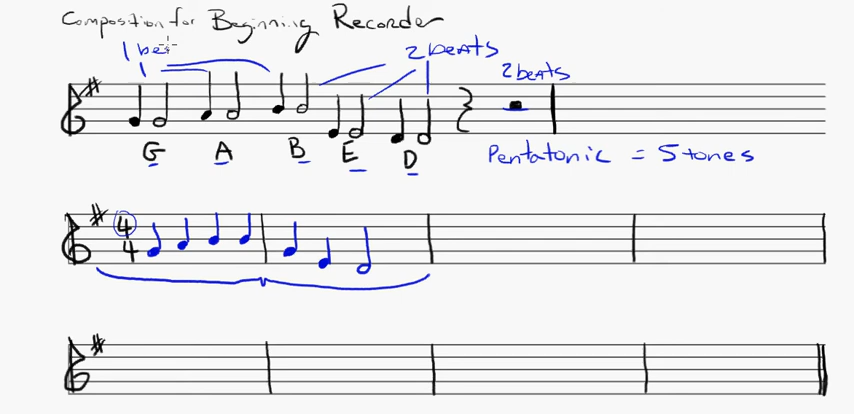 Composition for Beginning Recorder
1 beat
2 beats
2 beats
G A B E D
Pentatonic = 5 tones
4
4